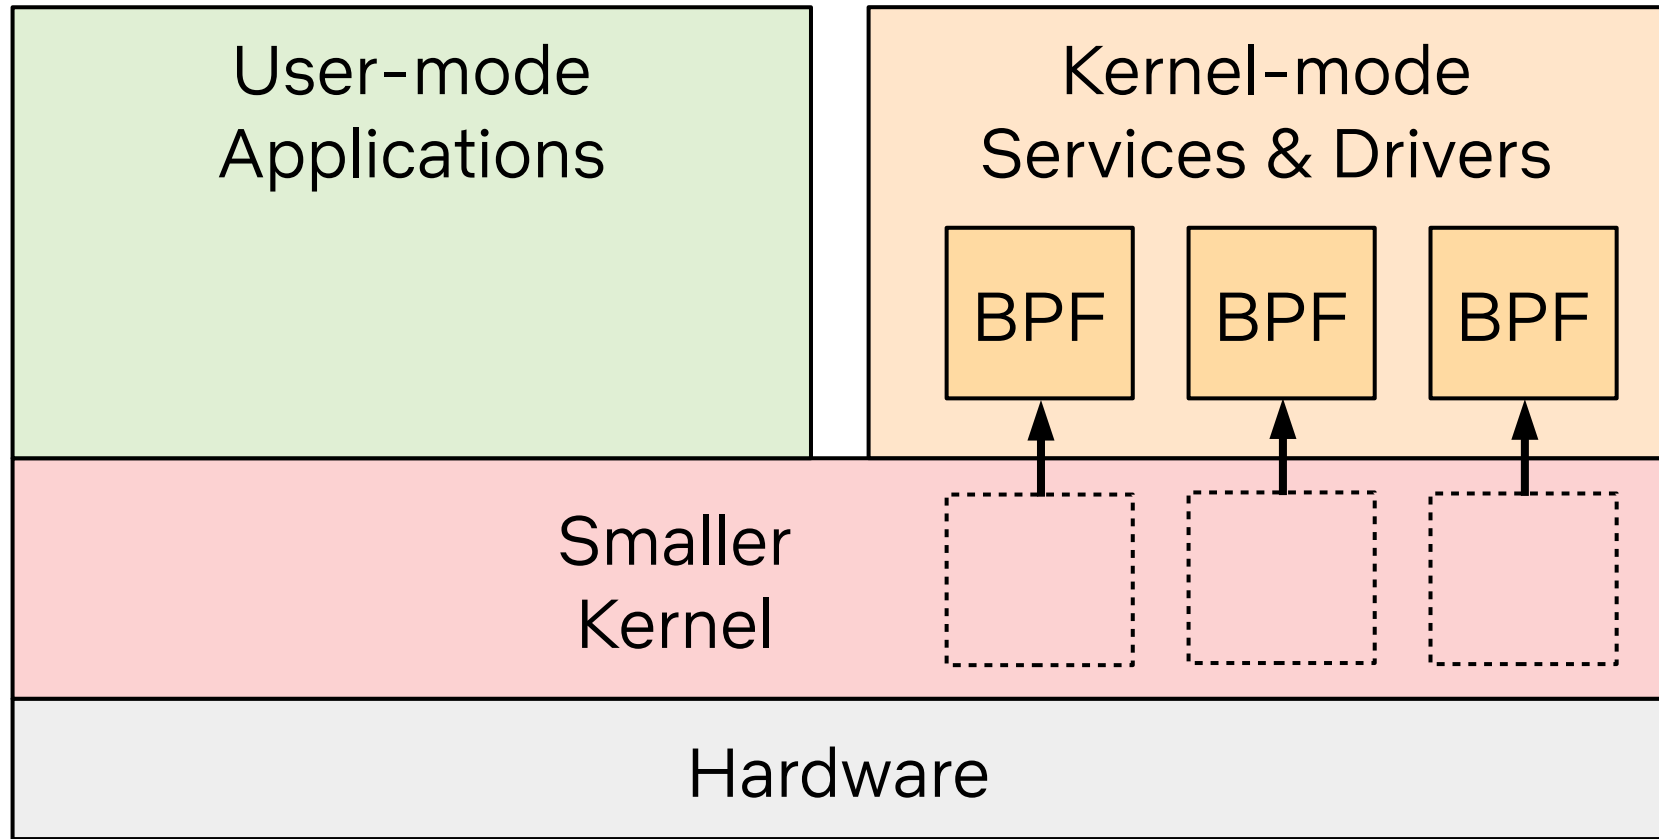 User-mode
Applications
Kernel-mode
Services & Drivers
BPF
BPF
BPF
Smaller
Kernel
Hardware